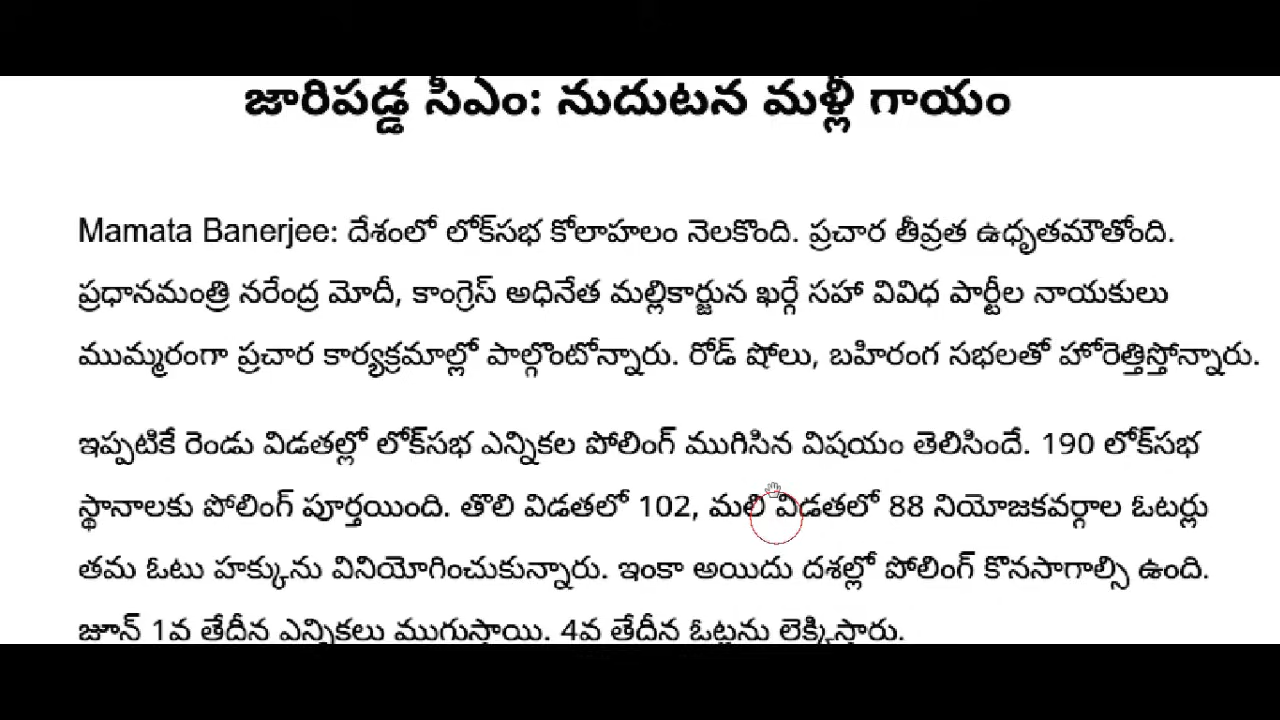 జారిపడ్డ సీఎం: నుదుటన మళ్లీ గాయం
Mamata Banerjee: దేశంలో లోక్‌సభ కోలాహలం నెలకొంది. ప్రచార తీవ్రత ఉధృతమౌతోంది.
ప్రధానమంత్రి నరేంద్ర మోదీ, కాంగ్రెస్ అధినేత మల్లికార్జున ఖర్గే సహా వివిధ పార్టీల నాయకులు
ముమ్మరంగా ప్రచార కార్యక్రమాల్లో పాల్గొంటోన్నారు. రోడ్ షోలు, బహిరంగ సభలతో హోరెత్తిస్తోన్నారు.
ఇప్పటికే రెండు విడతల్లో లోక్‌సభ ఎన్నికల పోలింగ్ ముగిసిన విషయం తెలిసిందే. 190 లోక్‌సభ
స్థానాలకు పోలింగ్ పూర్తయింది. తొలి విడతలో 102, మలి విడతలో 88 నియోజకవర్గాల ఓటర్లు
తమ ఓటు హక్కును వినియోగించుకున్నారు. ఇంకా అయిదు దశల్లో పోలింగ్ కొనసాగాల్సి ఉంది.
జూన్ 1వ తేదీన ఎన్నికలు ముగుస్తాయి. 4వ తేదీన ఓట్లను లెక్కిస్తారు.